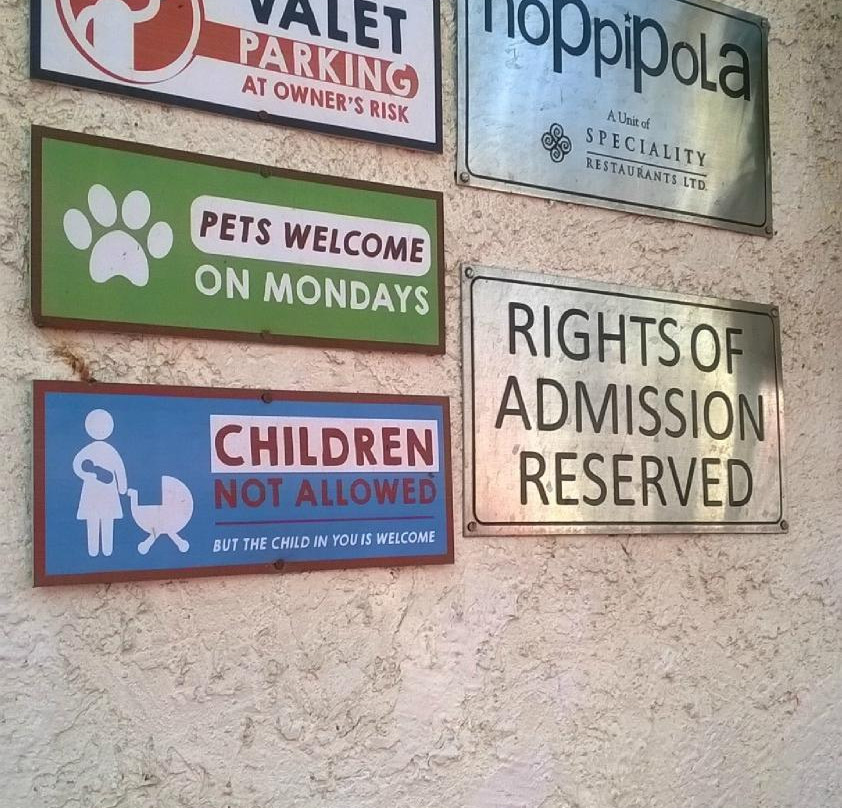 VALET
PARKING
AT OWNER'S RISK
PETS WELCOME
ON MONDAYS
CHILDREN
NOT ALLOWED
BUT THE CHILD IN YOU IS WELCOME
hoppipola
A Unit of
SPECIALITY
RESTAURANTS LTD.
RIGHTS OF
ADMISSION
RESERVED